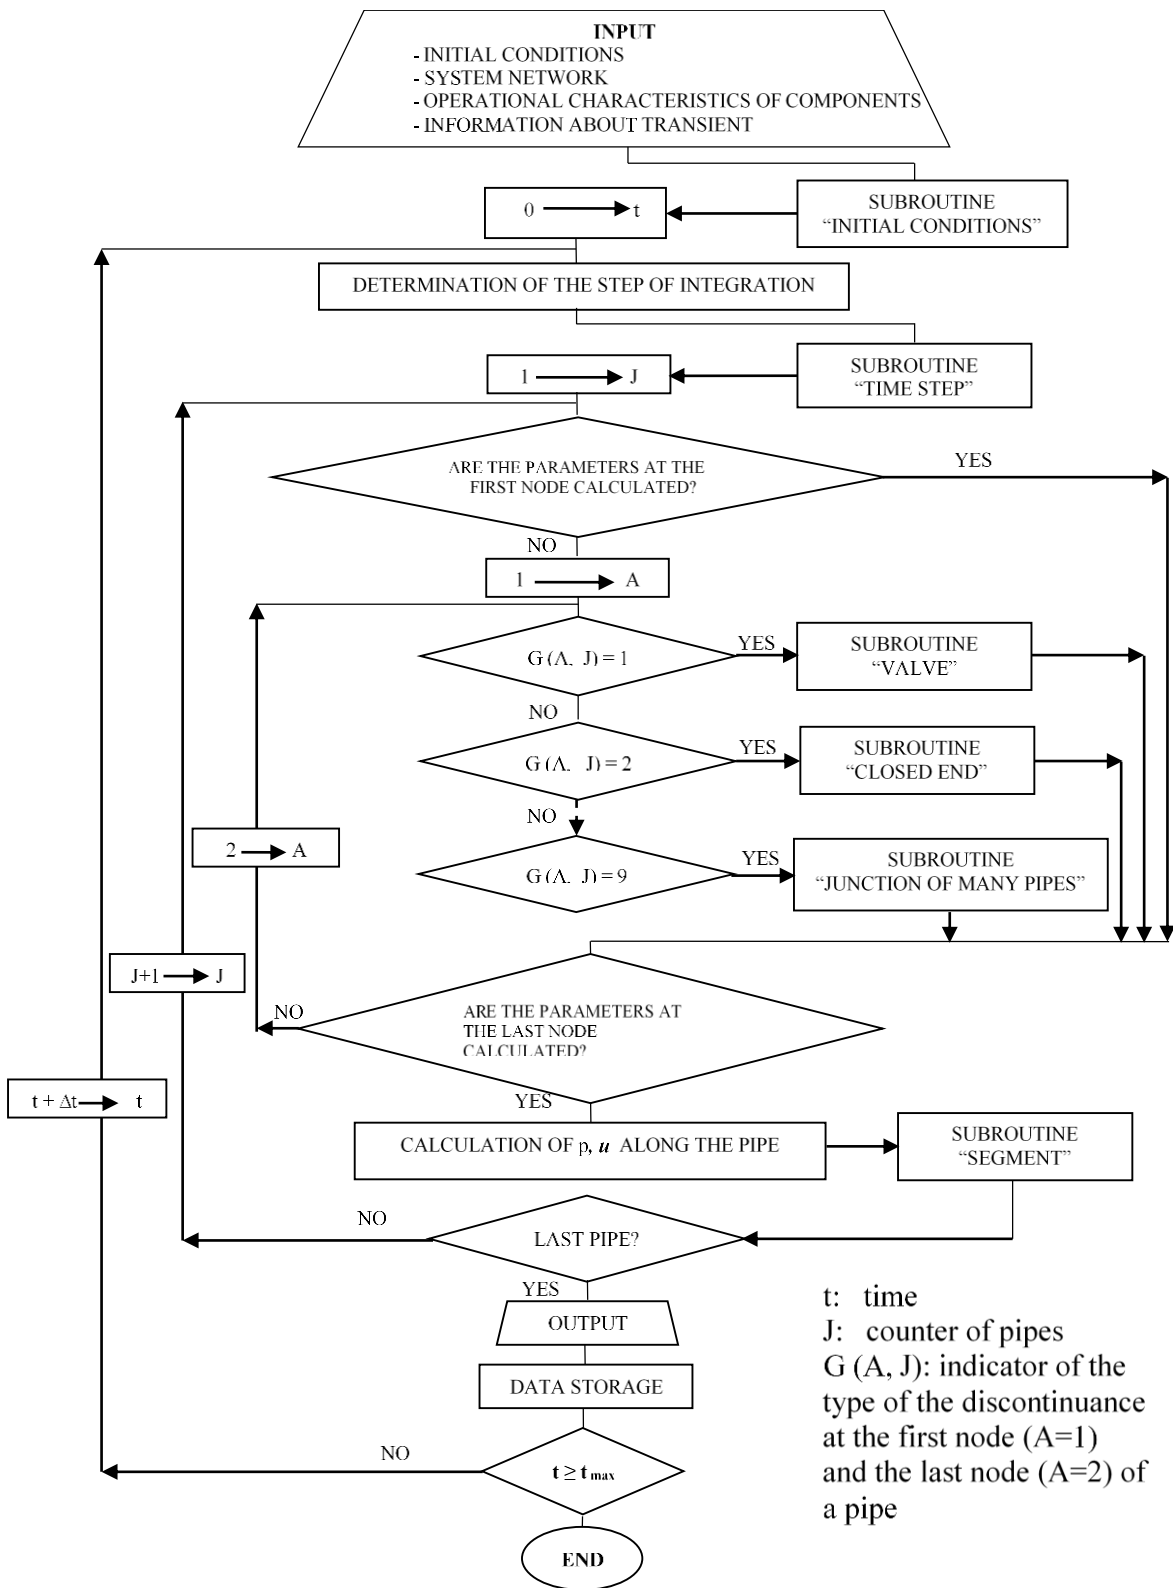 INPUT
- INITIAL CONDITIONS
- SYSTEM NETWORK
- OPERATIONAL CHARACTERISTICS OF COMPONENTS
- INFORMATION ABOUT TRANSIENT
SUBROUTINE
“INITIAL CONDITIONS”
0 → t
DETERMINATION OF THE STEP OF INTEGRATION
SUBROUTINE
“TIME STEP”
1 → J
ARE THE PARAMETERS AT THE
FIRST NODE CALCULATED?
YES
NO
1 → A
G (A, J) = 1
YES
SUBROUTINE
“VALVE”
NO
G (A, J) = 2
YES
SUBROUTINE
“CLOSED END”
NO
G (A, J) = 9
YES
SUBROUTINE
“JUNCTION OF MANY PIPES”
2 → A
J+1 → J
NO
ARE THE PARAMETERS AT
THE LAST NODE
CALCULATED?
t + Δt → t
YES
CALCULATION OF p, u ALONG THE PIPE
SUBROUTINE
“SEGMENT”
NO
LAST PIPE?
YES
OUTPUT
DATA STORAGE
NO
t ≥ t max
END
t: time
J: counter of pipes
G (A, J): indicator of the
type of the discontinuance
at the first node (A=1)
and the last node (A=2) of
a pipe